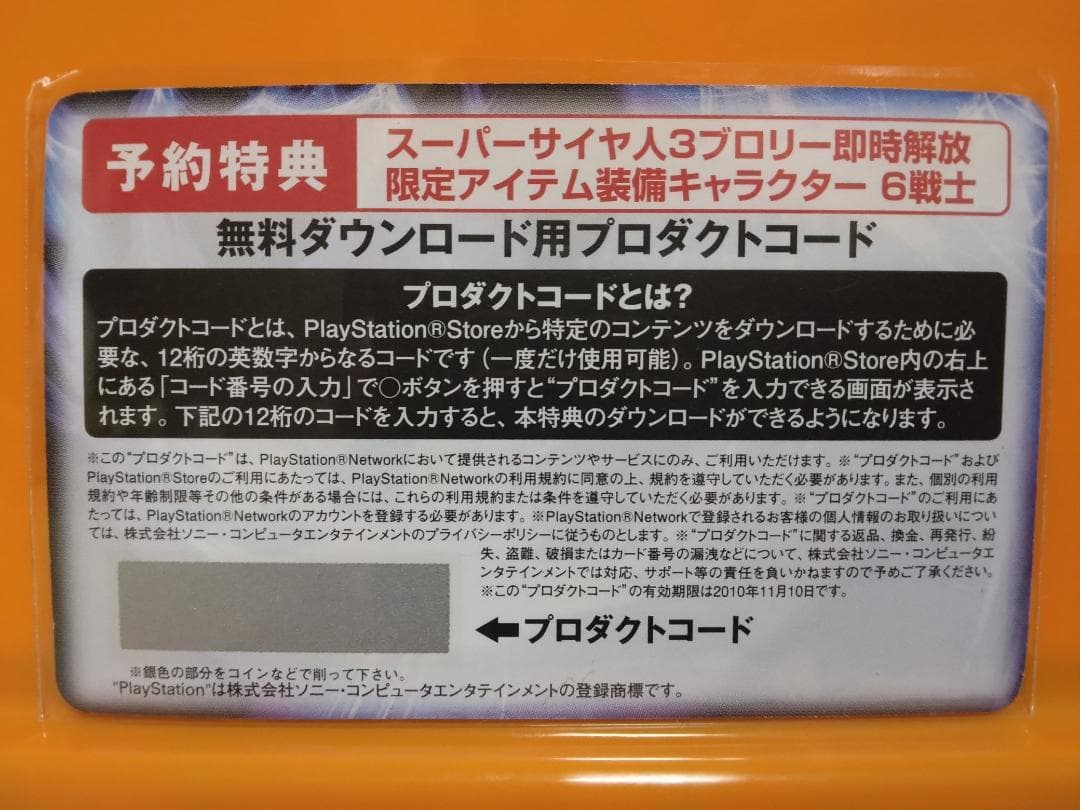 予約特典
スーパーサイヤ人3ブロリー即時解放
限定アイテム装備キャラクター 6戦士
無料ダウンロード用プロダクトコード
プロダクトコードとは?
プロダクトコードとは、PlayStation®Storeから特定のコンテンツをダウンロードするために必
要な、12桁の英数字からなるコードです(一度だけ使用可能)。PlayStation®Store内の右上
にある「コード番号の入力」で○ボタンを押すと“プロダクトコード”を入力できる画面が表示さ
れます。下記の12桁のコードを入力すると、本特典のダウンロードができるようになります。
※この“プロダクトコード”は、PlayStation®Networkにおいて提供されるコンテンツやサービスにのみ、ご利用いただけます。※“プロダクトコード”および
PlayStation®Storeのご利用にあたっては、PlayStation®Networkの利用規約に同意の上、規約を遵守していただく必要があります。また、個別の利用
規約や年齢制限等その他の条件がある場合には、これらの利用規約または条件を遵守していただく必要があります。※“プロダクトコード”のご利用にあ
たっては、PlayStation®Networkのアカウントを登録する必要があります。※PlayStation®Networkで登録されるお客様の個人情報のお取り扱いについ
ては、株式会社ソニー・コンピュータエンタテインメントのプライバシーポリシーに従うものとします。※“プロダクトコード”に関する返品、換金、再発行、紛
失、盗難、破損またはカード番号の漏洩などについて、株式会社ソニー・コンピュータエ
ンタテインメントでは対応、サポート等の責任を負いかねますので予めご了承ください。
※この“プロダクトコード”の有効期限は2010年11月10日です。
←プロダクトコード
※銀色の部分をコインなどで削って下さい。
"PlayStation"は株式会社ソニー・コンピュータエンタテインメントの登録商標です。